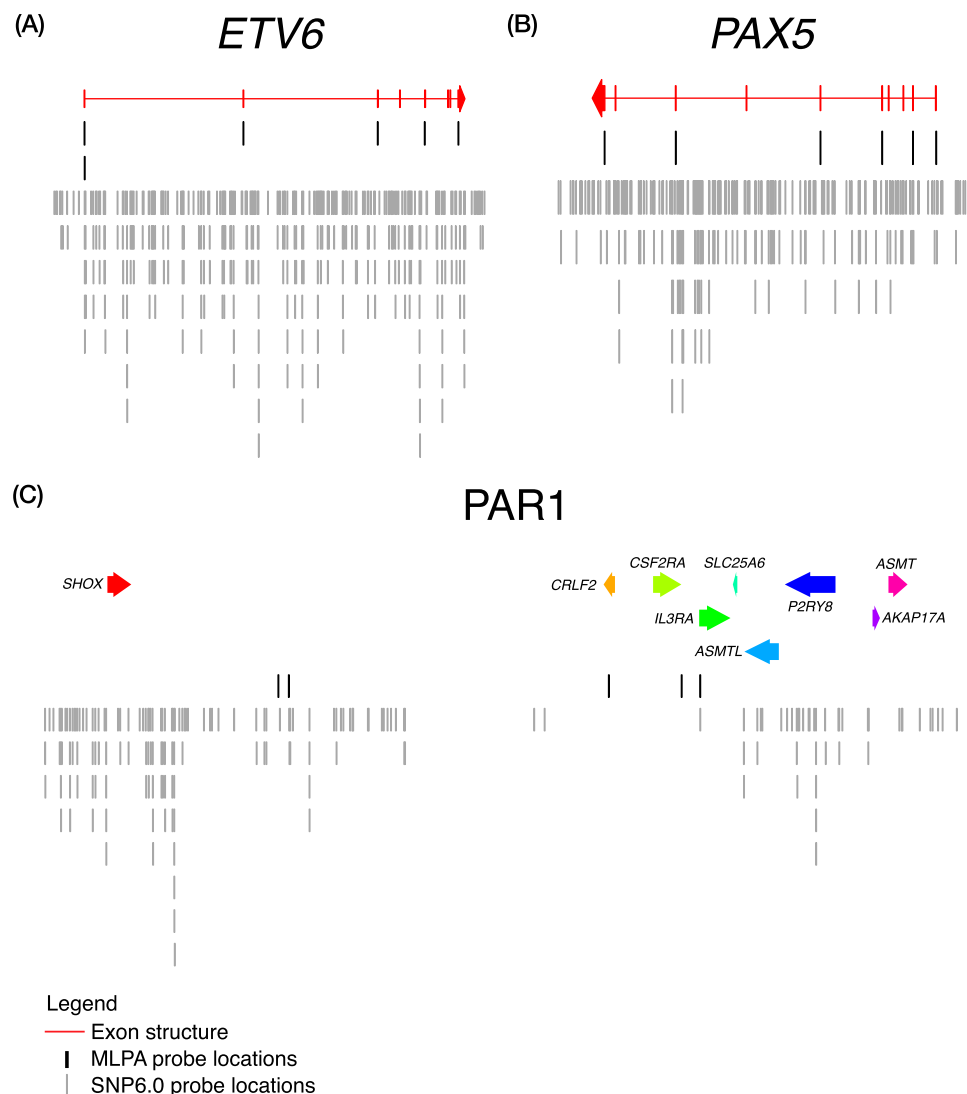 (A)
ETV6
(B)
PAX5
(C)
PAR1
SHOX
CRLF2
CSF2RA
SLC25A6
ASMT
IL3RA
P2RY8
AKAP17A
ASMTL
Legend
Exon structure
MLPA probe locations
SNP6.0 probe locations